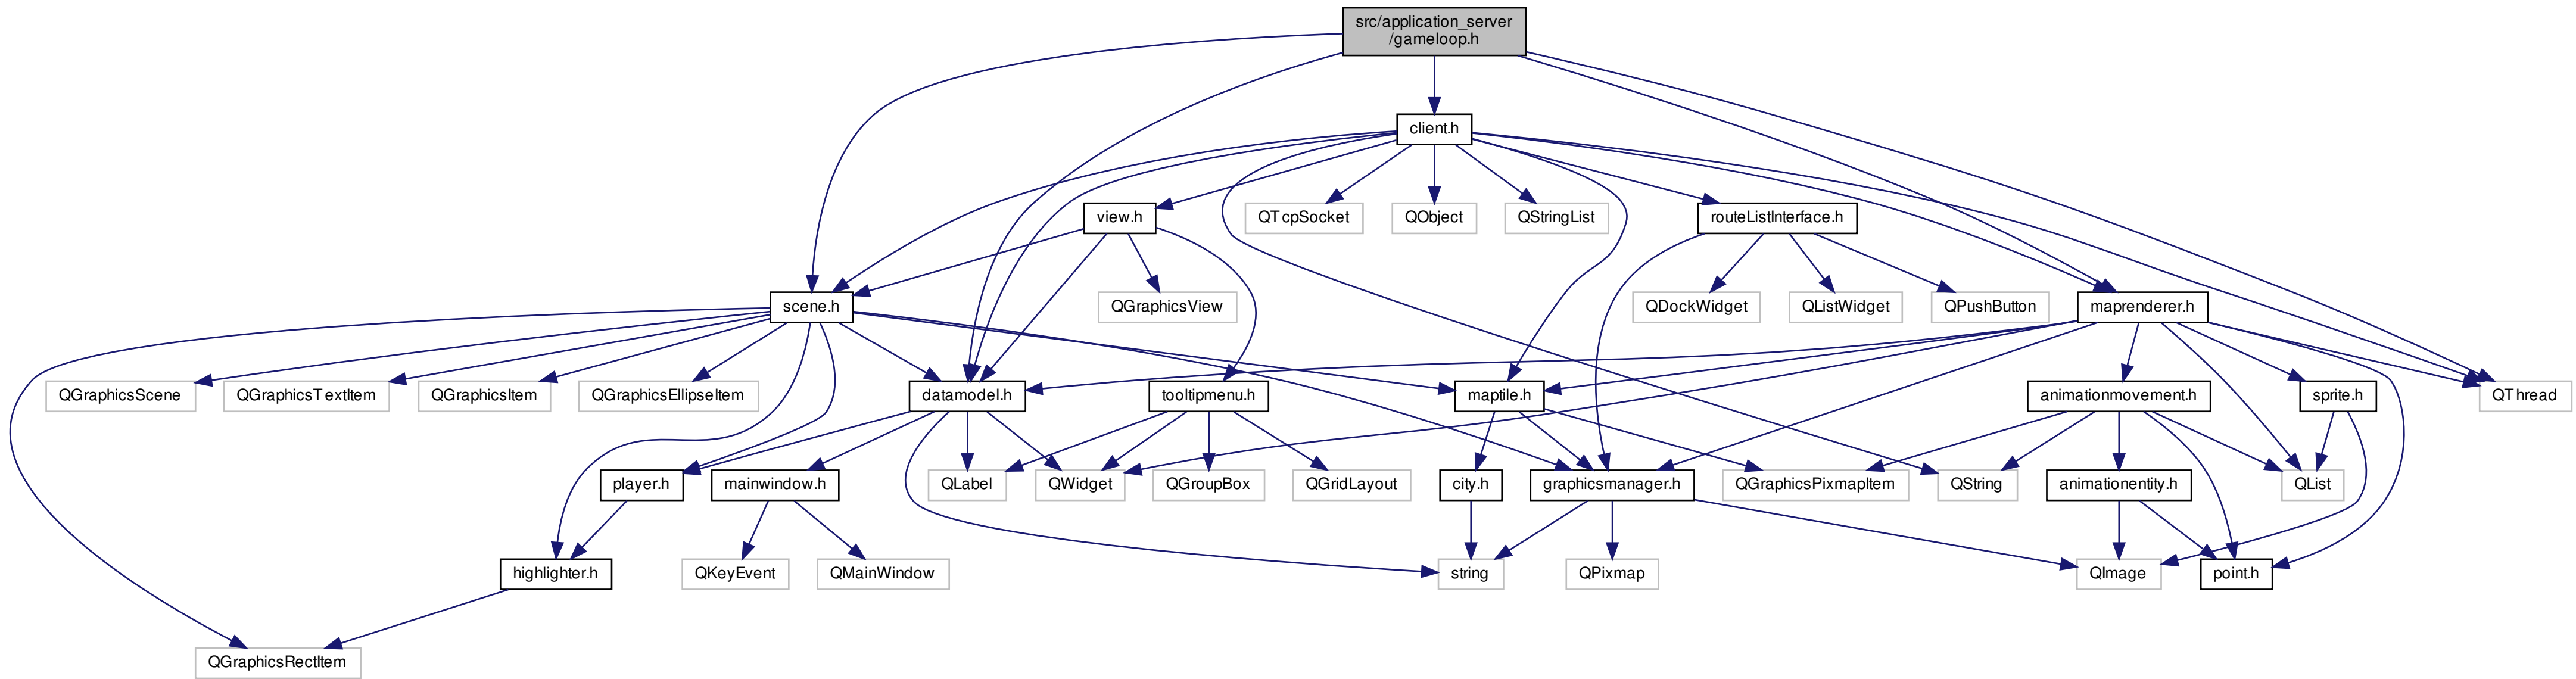 src/application_server
/gameloop.h
client.h
view.h
QTcpSocket
QObject
QStringList
routeListInterface.h
scene.h
QGraphicsView
QDockWidget
QListWidget
QPushButton
maprenderer.h
QGraphicsScene
QGraphicsTextItem
QGraphicsItem
QGraphicsEllipseItem
datamodel.h
tooltipmenu.h
maptile.h
animationmovement.h
sprite.h
QThread
player.h
mainwindow.h
QLabel
QWidget
QGroupBox
QGridLayout
city.h
graphicsmanager.h
QGraphicsPixmapItem
QString
animationentity.h
QList
highlighter.h
QKeyEvent
QMainWindow
string
QPixmap
QImage
point.h
QGraphicsRectItem